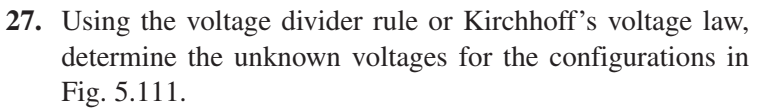 27. Using the voltage divider rule or Kirchhoff's voltage law,
determine the unknown voltages for the configurations in
Fig. 5.111.